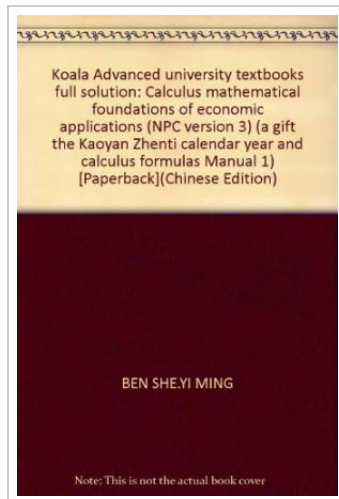 Koala Advanced university textbooks
full solution: Calculus mathematical
foundations of economic
applications (NPC version 3) (a gift
the Kaoyan Zhenti calendar year and
calculus formulas Manual 1)
[Paperback](Chinese Edition)
BEN SHE.YI MING
Note: This is not the actual book cover